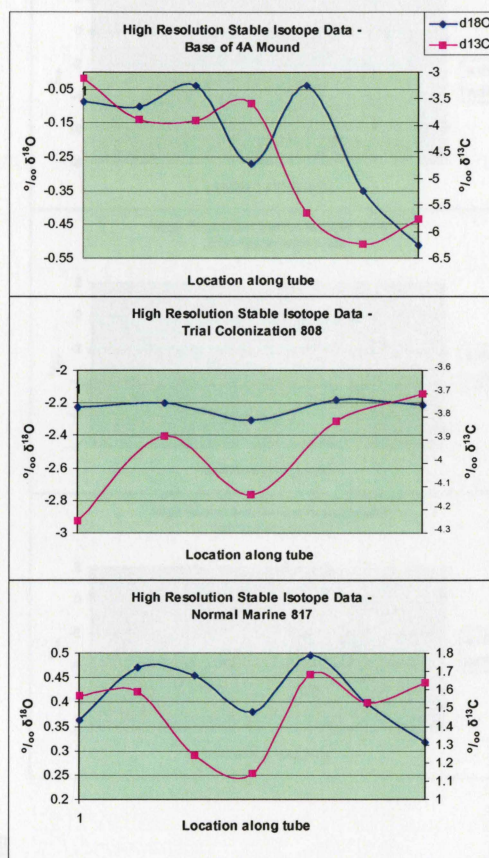 d18O
d13C
High Resolution Stable Isotope Data -
Base of 4A Mound
-0.05
-0.15
-0.25
-0.35
-0.45
-0.55
1
-3
-3.5
-4
-4.5
-5
-5.5
-6
-6.5
°/oo δ18O
°/oo δ13C
Location along tube
High Resolution Stable Isotope Data -
Trial Colonization 808
-2
-2.2
-2.4
-2.6
-2.8
-3
1
-3.6
-3.7
-3.8
-3.9
-4
-4.1
-4.2
-4.3
°/oo δ18O
°/oo δ13C
Location along tube
High Resolution Stable Isotope Data -
Normal Marine 817
0.5
0.45
0.4
0.35
0.3
0.25
0.2
1
1.8
1.7
1.6
1.5
1.4
1.3
1.2
1.1
1
°/oo δ18O
°/oo δ13C
Location along tube